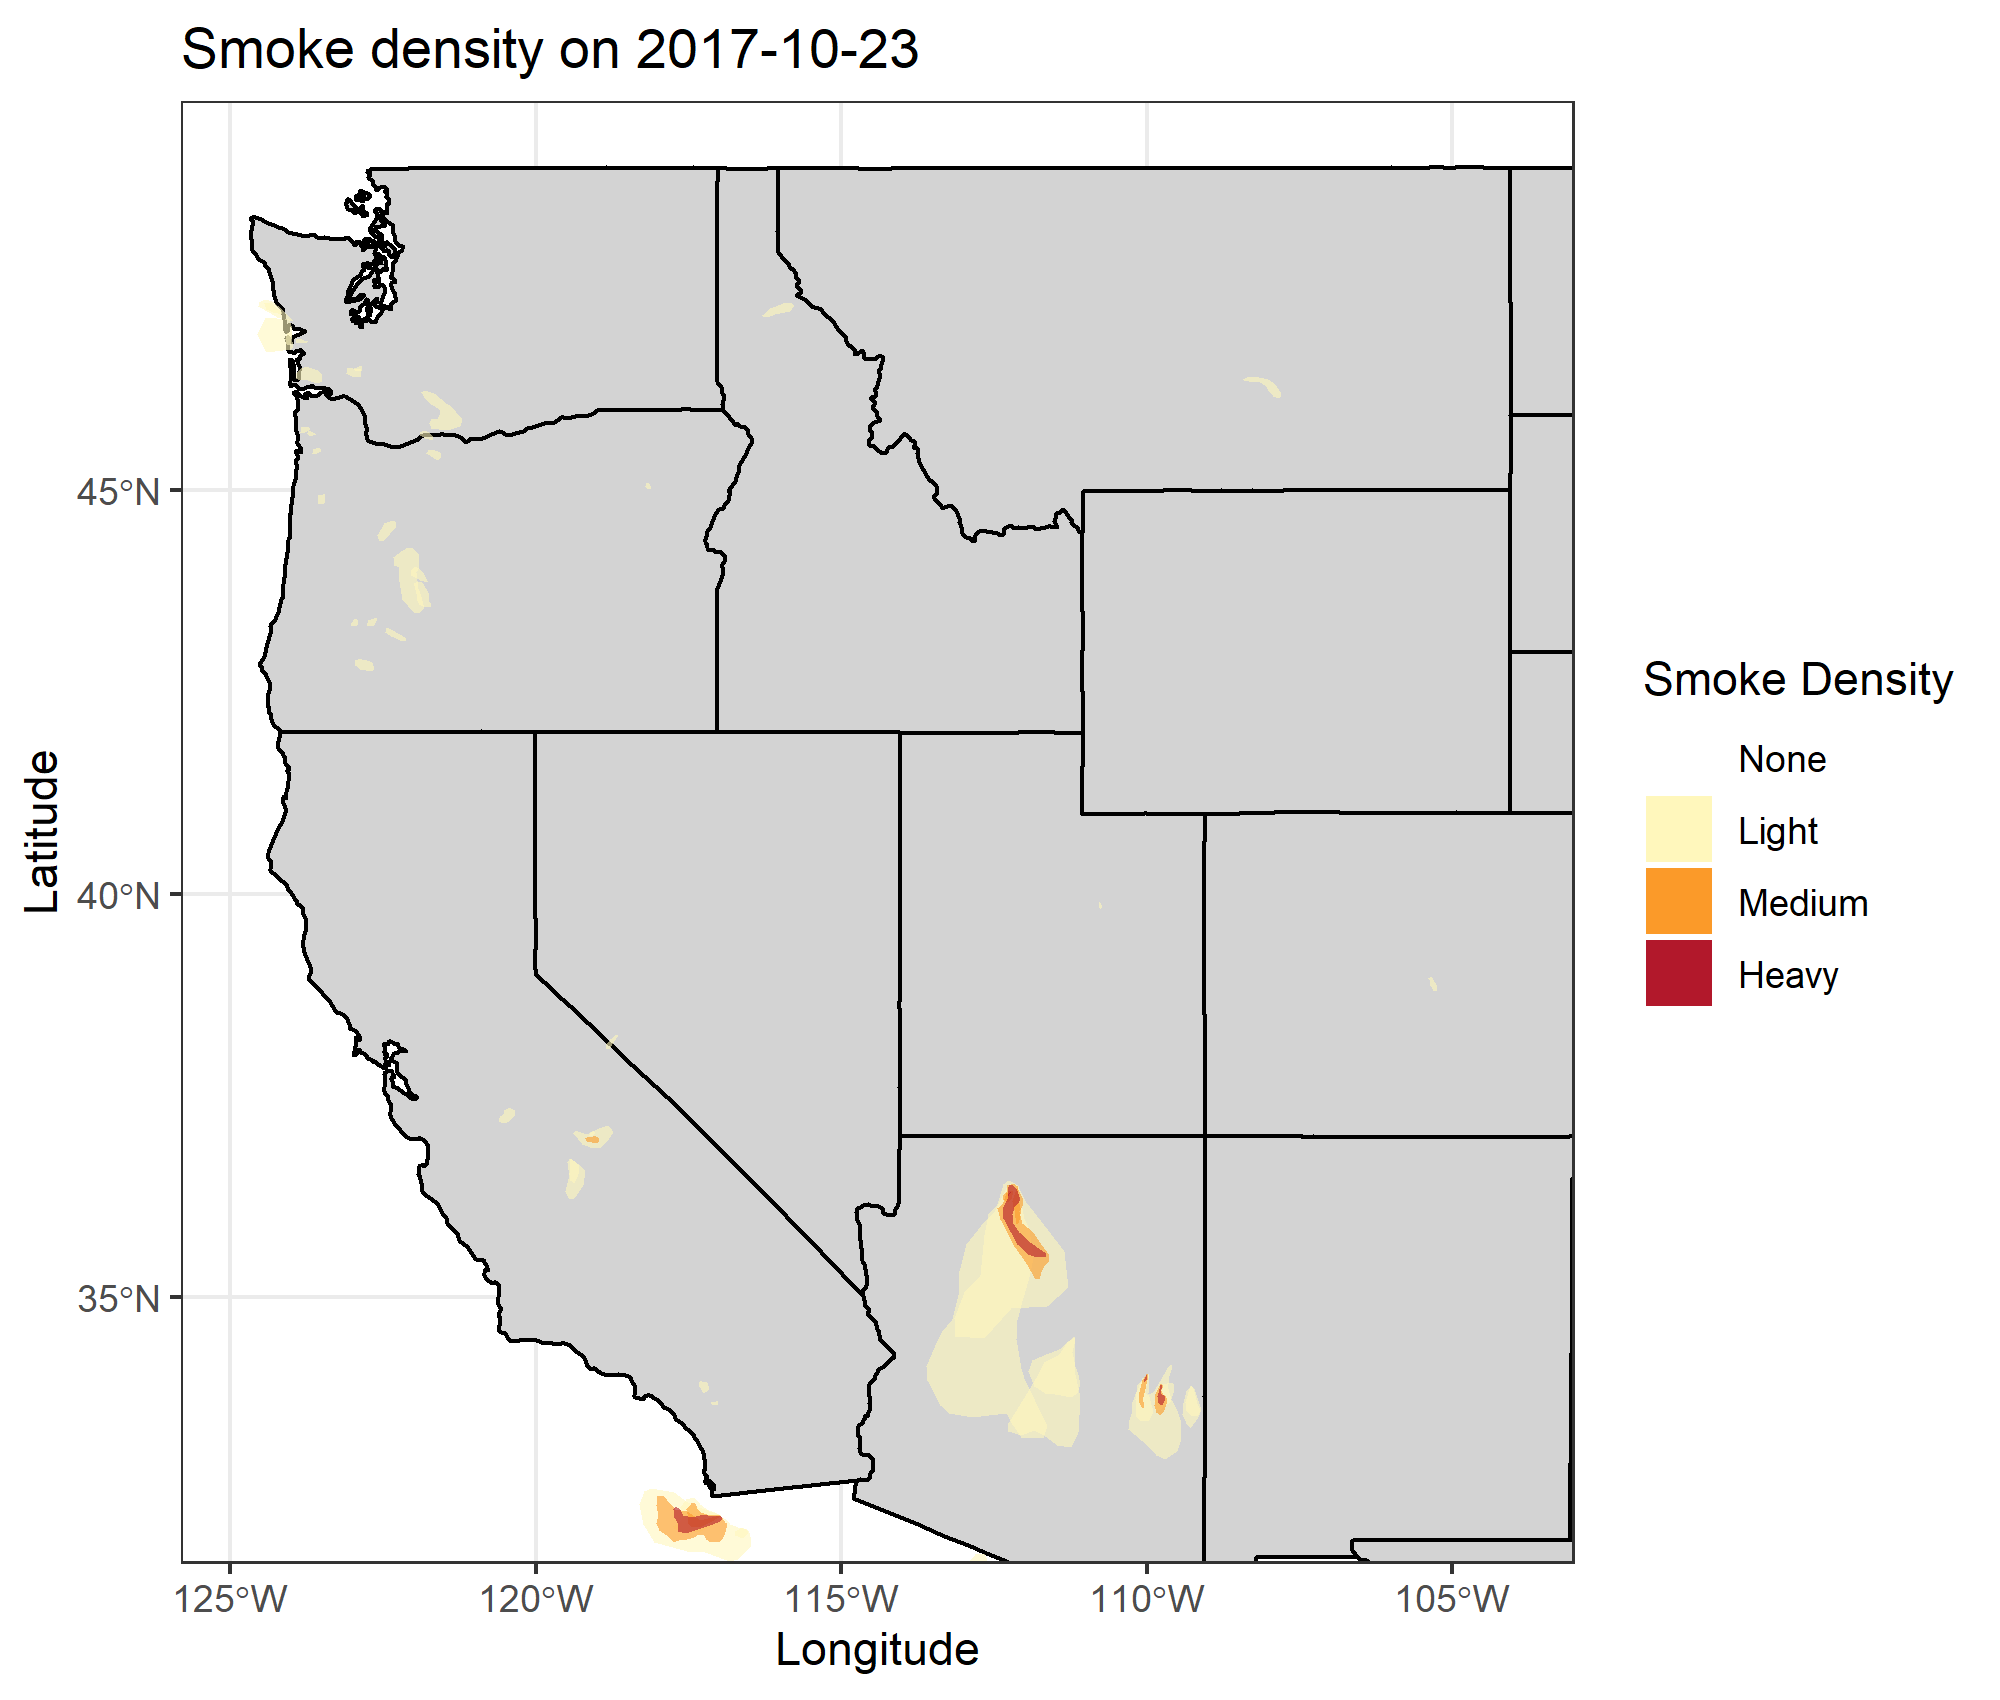 Smoke density on 2017-10-23
45°N
40°N
35°N
125°W
120°W
115°W
110°W
105°W
Longitude
Latitude
Smoke Density
None
Light
Medium
Heavy